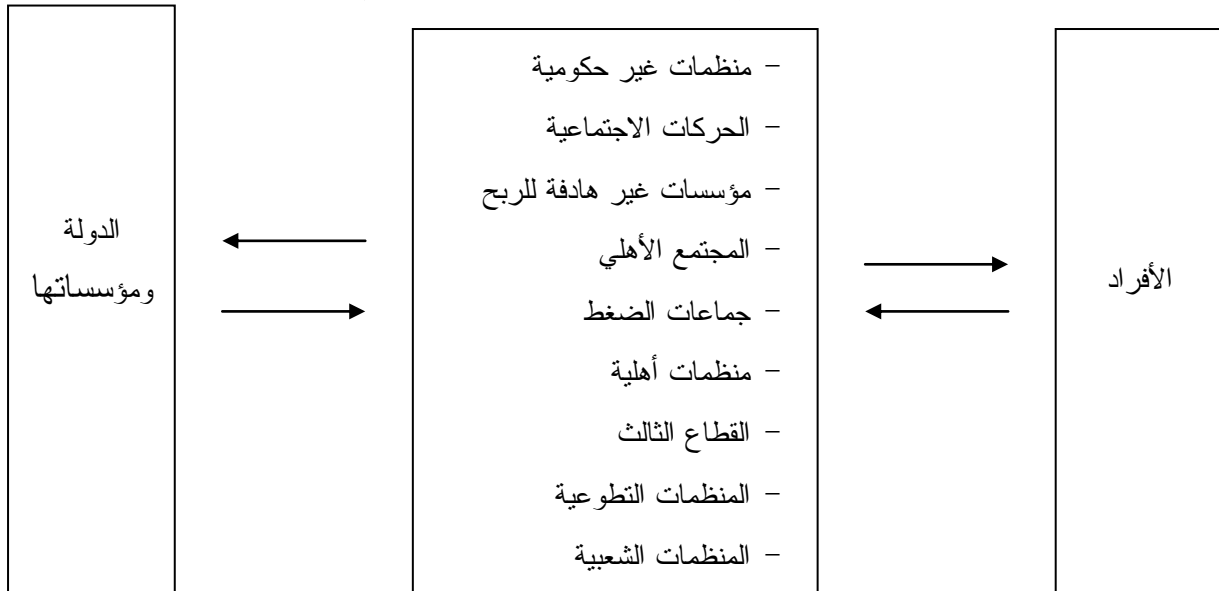 الأفراد
– منظمات غير حكومية
– الحركات الاجتماعية
– مؤسسات غير هادفة للربح
– المجتمع الأهلي
– جماعات الضغط
– منظمات أهلية
– القطاع الثالث
– المنظمات التطوعية
– المنظمات الشعبية
الدولة
ومؤسساتها